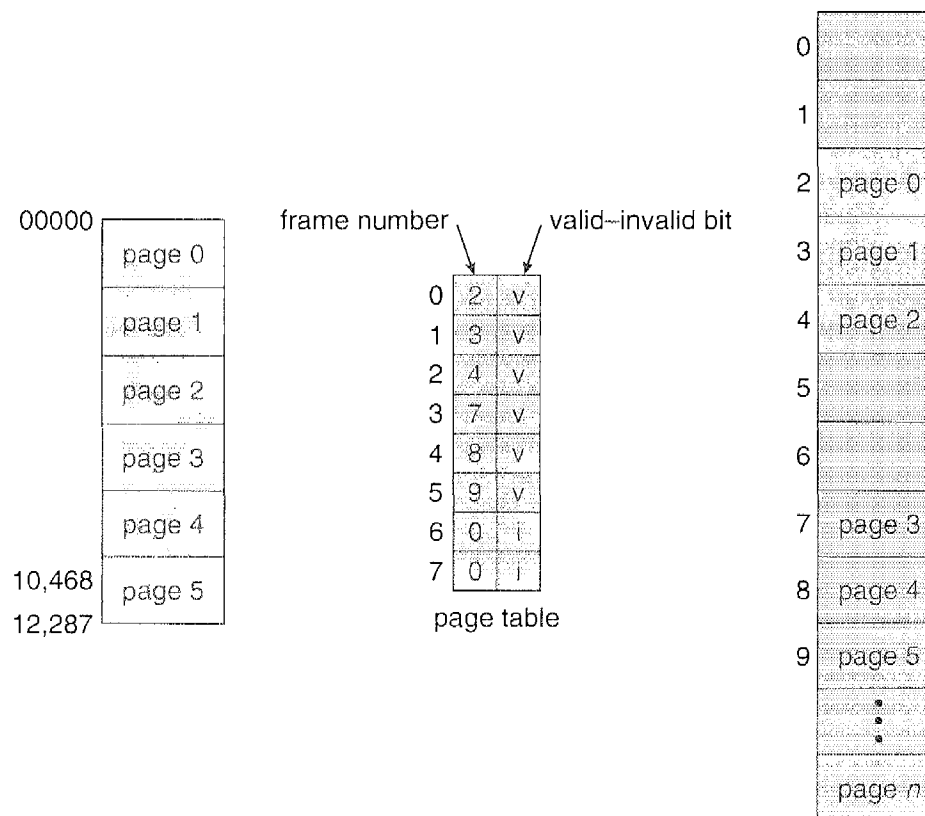 00000
page 0
page 1
page 2
page 3
page 4
page 5
10,468
12,287
frame number
valid–invalid bit
0 2 v
1 3 v
2 4 v
3 7 v
4 8 v
5 9 v
6 0 i
7 0 i
page table
0
1
2 page 0
3 page 1
4 page 2
5
6
7 page 3
8 page 4
9 page 5
page n